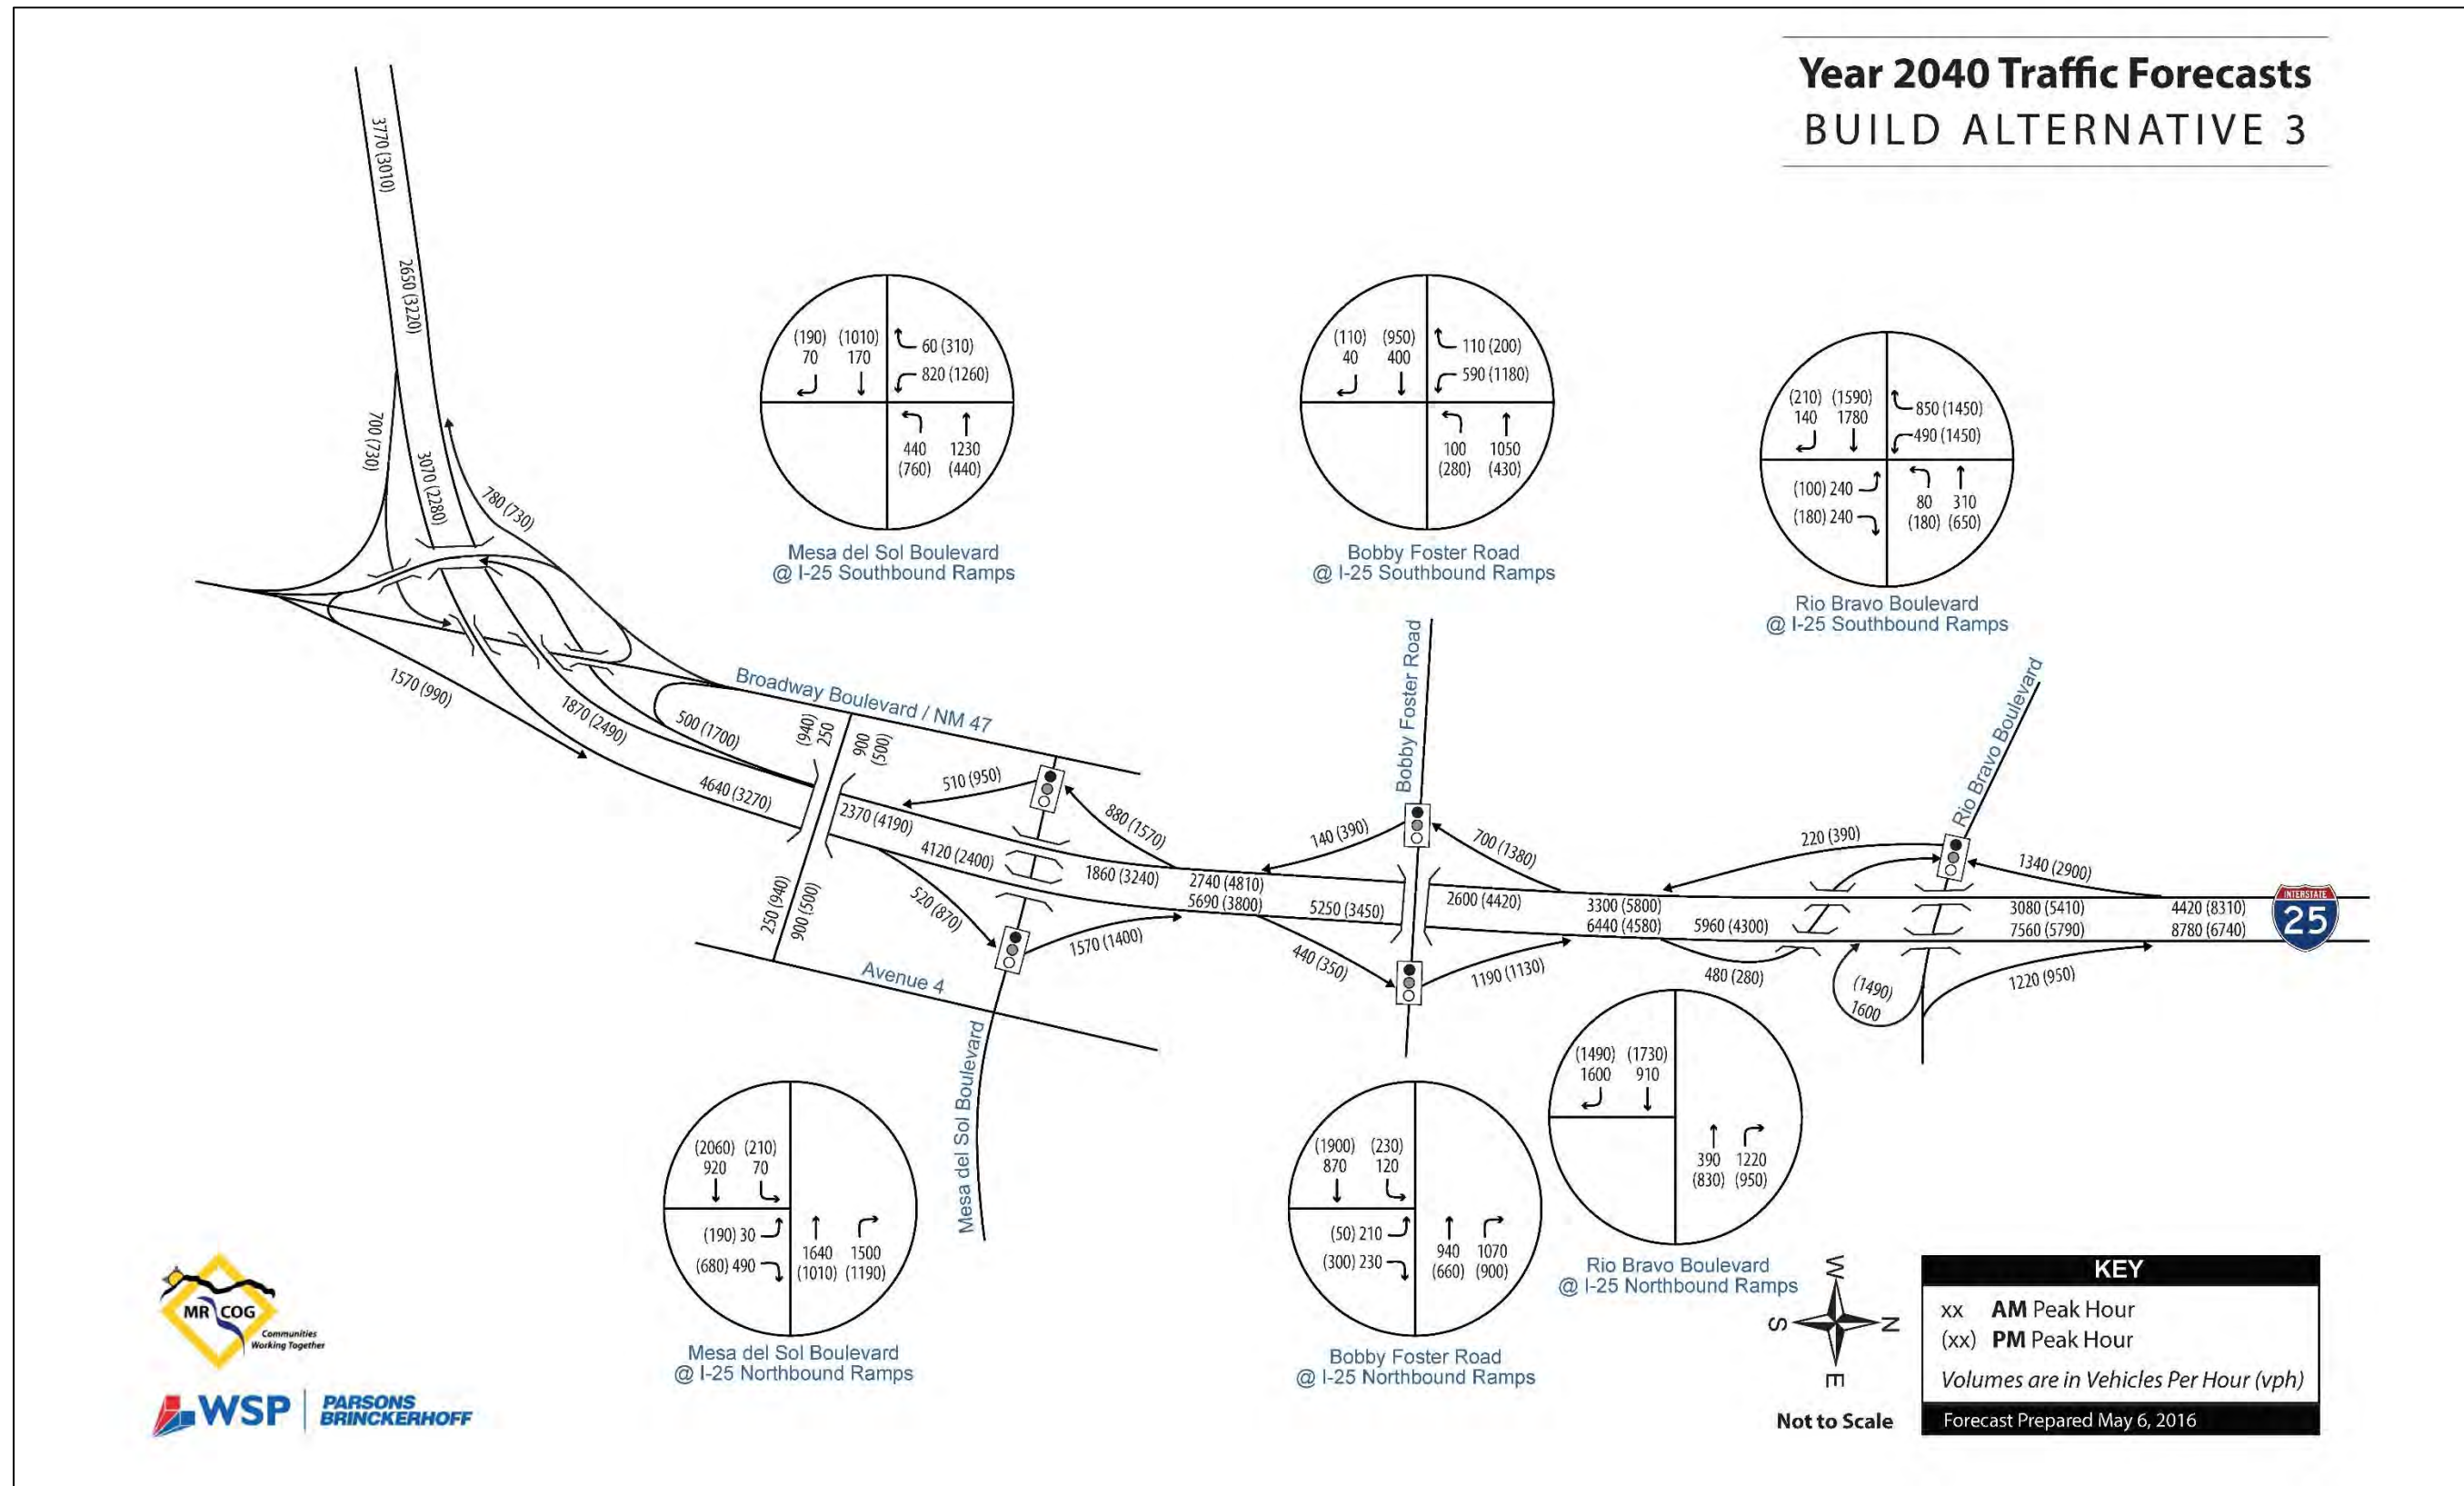 Year 2040 Traffic Forecasts
BUILD ALTERNATIVE 3
3770 (3010)
2650 (3220)
700 (730)
3070 (2280)
780 (730)
1570 (990)
1870 (2490)
500 (1700)
4640 (3270)
Broadway Boulevard / NM 47
(940)
250
900
(500)
250 (940)
900 (500)
Avenue 4
2370 (4190)
4120 (2400)
510 (950)
520 (870)
880 (1570)
1570 (1400)
1860 (3240)
2740 (4810)
5690 (3800)
5250 (3450)
140 (390)
440 (350)
700 (1380)
1190 (1130)
2600 (4420)
3300 (5800)
6440 (4580)
5960 (4300)
220 (390)
480 (280)
(1490)
1600
1340 (2900)
1220 (950)
3080 (5410)
7560 (5790)
4420 (8310)
8780 (6740)
INTERSTATE
25
Mesa del Sol Boulevard
Bobby Foster Road
Rio Bravo Boulevard
(190) (1010)
70 170
60 (310)
820 (1260)
440 1230
(760) (440)
Mesa del Sol Boulevard
@ I-25 Southbound Ramps
(110) (950)
40 400
110 (200)
590 (1180)
100 1050
(280) (430)
Bobby Foster Road
@ I-25 Southbound Ramps
(210) (1590)
140 1780
850 (1450)
490 (1450)
(100) 240
(180) 240
80 310
(180) (650)
Rio Bravo Boulevard
@ I-25 Southbound Ramps
(2060) (210)
920 70
(190) 30
(680) 490
1640 1500
(1010) (1190)
Mesa del Sol Boulevard
@ I-25 Northbound Ramps
(1900) (230)
870 120
(50) 210
(300) 230
940 1070
(660) (900)
Bobby Foster Road
@ I-25 Northbound Ramps
(1490) (1730)
1600 910
390 1220
(830) (950)
Rio Bravo Boulevard
@ I-25 Northbound Ramps
W
S
N
E
Not to Scale
KEY
xx AM Peak Hour
(xx) PM Peak Hour
Volumes are in Vehicles Per Hour (vph)
Forecast Prepared May 6, 2016
MR COG
Communities
Working Together
WSP
PARSONS
BRINCKERHOFF